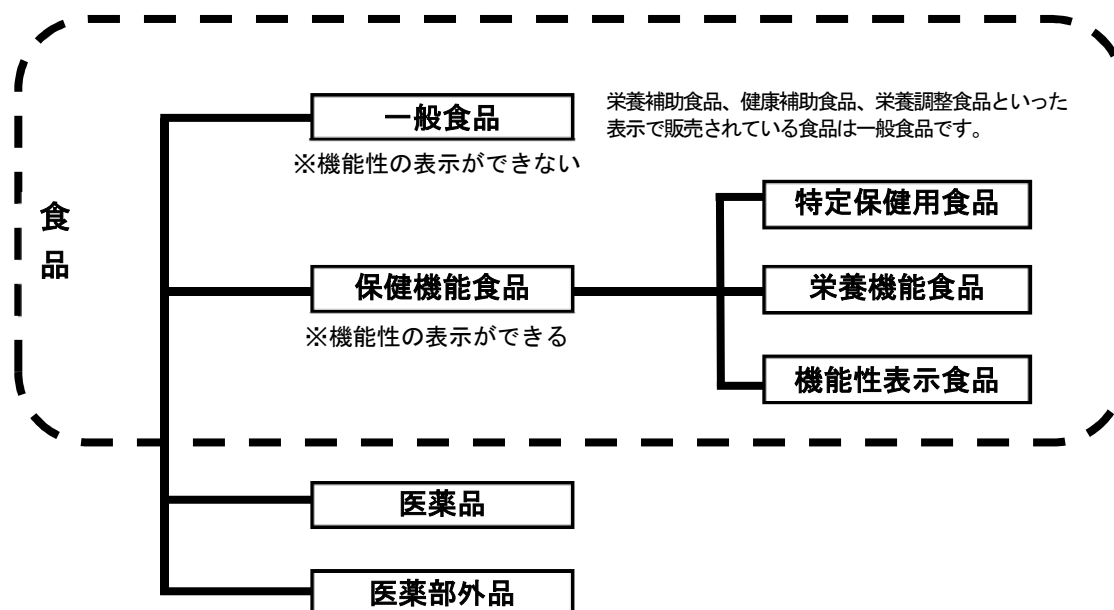 一般食品
栄養補助食品、健康補助食品、栄養調整食品といった
表示で販売されている食品は一般食品です。
※機能性の表示ができない
食品
特定保健用食品
保健機能食品
栄養機能食品
※機能性の表示ができる
機能性表示食品
医薬品
医薬部外品